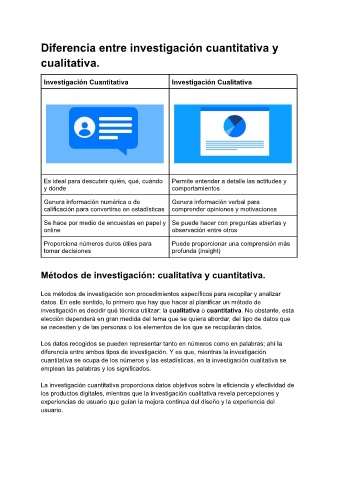 Diferencia entre investigación cuantitativa y
cualitativa.
Investigación Cuantitativa
Investigación Cualitativa
Es ideal para descubrir quién, qué, cuándo
y dónde
Permite entender a detalle las actitudes y
comportamientos
Genera información numérica o de
calificación para convertirse en estadísticas
Genera información verbal para
comprender opiniones y motivaciones
Se hace por medio de encuestas en papel y
online
Se puede hacer con preguntas abiertas y
observación entre otros
Proporciona números duros útiles para
tomar decisiones
Puede proporcionar una comprensión más
profunda (insight)
Métodos de investigación: cualitativa y cuantitativa.
Los métodos de investigación son procedimientos específicos para recopilar y analizar
datos. En este sentido, lo primero que hay que hacer al planificar un método de
investigación es decidir qué técnica utilizar: la cualitativa o cuantitativa. No obstante, esta
elección dependerá en gran medida del tema que se quiera abordar, del tipo de datos que
se necesiten y de las personas o los elementos de los que se recopilarán datos.
Los datos recogidos se pueden representar tanto en números como en palabras; ahí la
diferencia entre ambos tipos de investigación. Y es que, mientras la investigación
cuantitativa se ocupa de los números y las estadísticas, en la investigación cualitativa se
emplean las palabras y los significados.
La investigación cuantitativa proporciona datos objetivos sobre la eficiencia y efectividad de
los productos digitales, mientras que la investigación cualitativa revela percepciones y
experiencias de usuario que guían la mejora continua del diseño y la experiencia del
usuario.